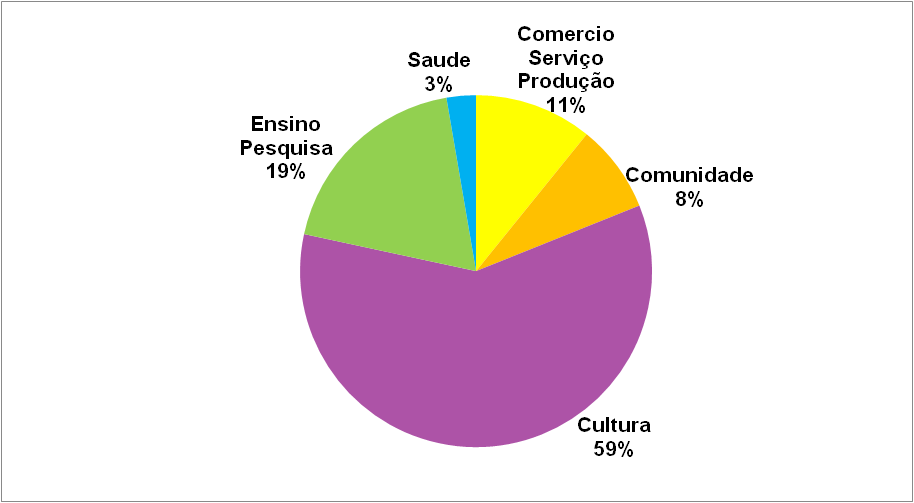 Comercio
Serviço
Produção
11%
Saude
3%
Ensino
Pesquisa
19%
Comunidade
8%
Cultura
59%